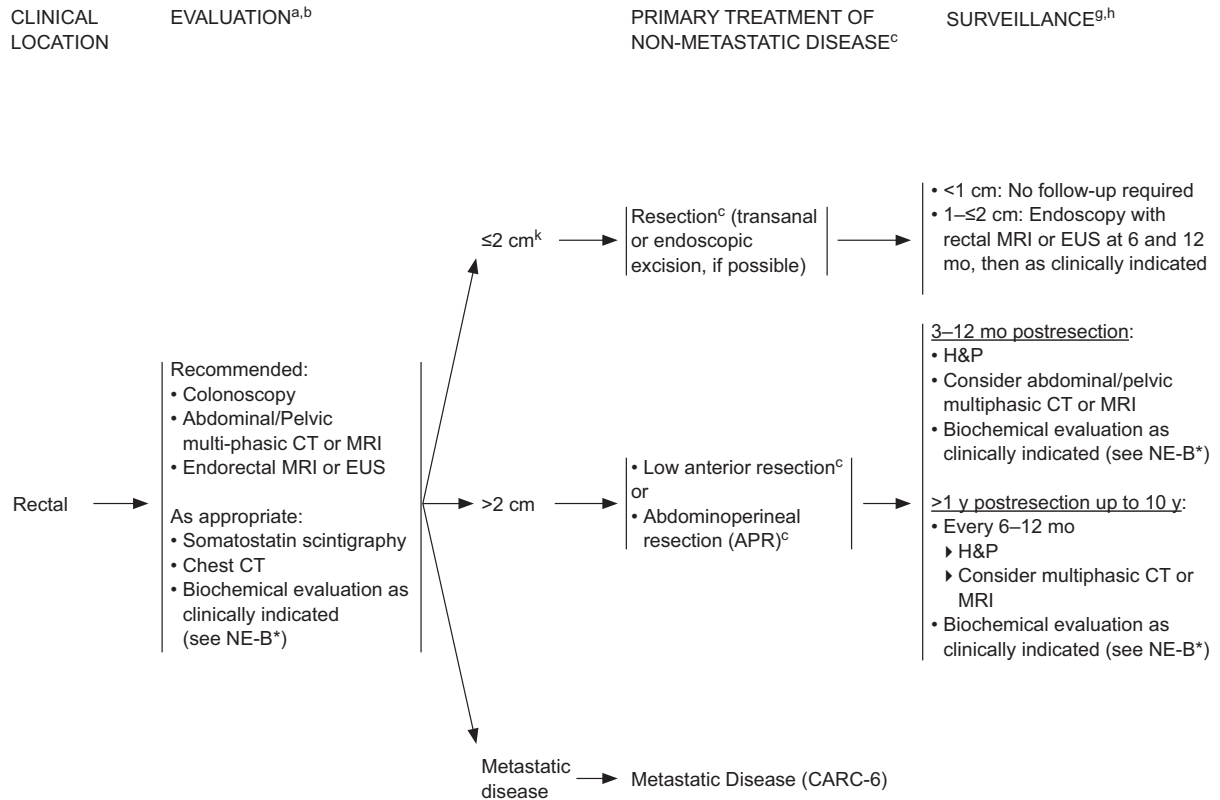 CLINICAL
LOCATION
EVALUATIONa,b
PRIMARY TREATMENT OF
NON-METASTATIC DISEASEc
SURVEILLANCEg,h
Rectal
Recommended:
• Colonoscopy
• Abdominal/Pelvic
multi-phasic CT or MRI
• Endorectal MRI or EUS
As appropriate:
• Somatostatin scintigraphy
• Chest CT
• Biochemical evaluation as
clinically indicated
(see NE-B*)
≤2 cmk
Resectionc (transanal
or endoscopic
excision, if possible)
• <1 cm: No follow-up required
• 1–≤2 cm: Endoscopy with
rectal MRI or EUS at 6 and 12
mo, then as clinically indicated
>2 cm
• Low anterior resectionc
or
• Abdominoperineal
resection (APR)c
3–12 mo postresection:
• H&P
• Consider abdominal/pelvic
multiphasic CT or MRI
• Biochemical evaluation as
clinically indicated (see NE-B*)
>1 y postresection up to 10 y:
• Every 6–12 mo
▸ H&P
▸ Consider multiphasic CT or
MRI
• Biochemical evaluation as
clinically indicated (see NE-B*)
Metastatic
disease
Metastatic Disease (CARC-6)